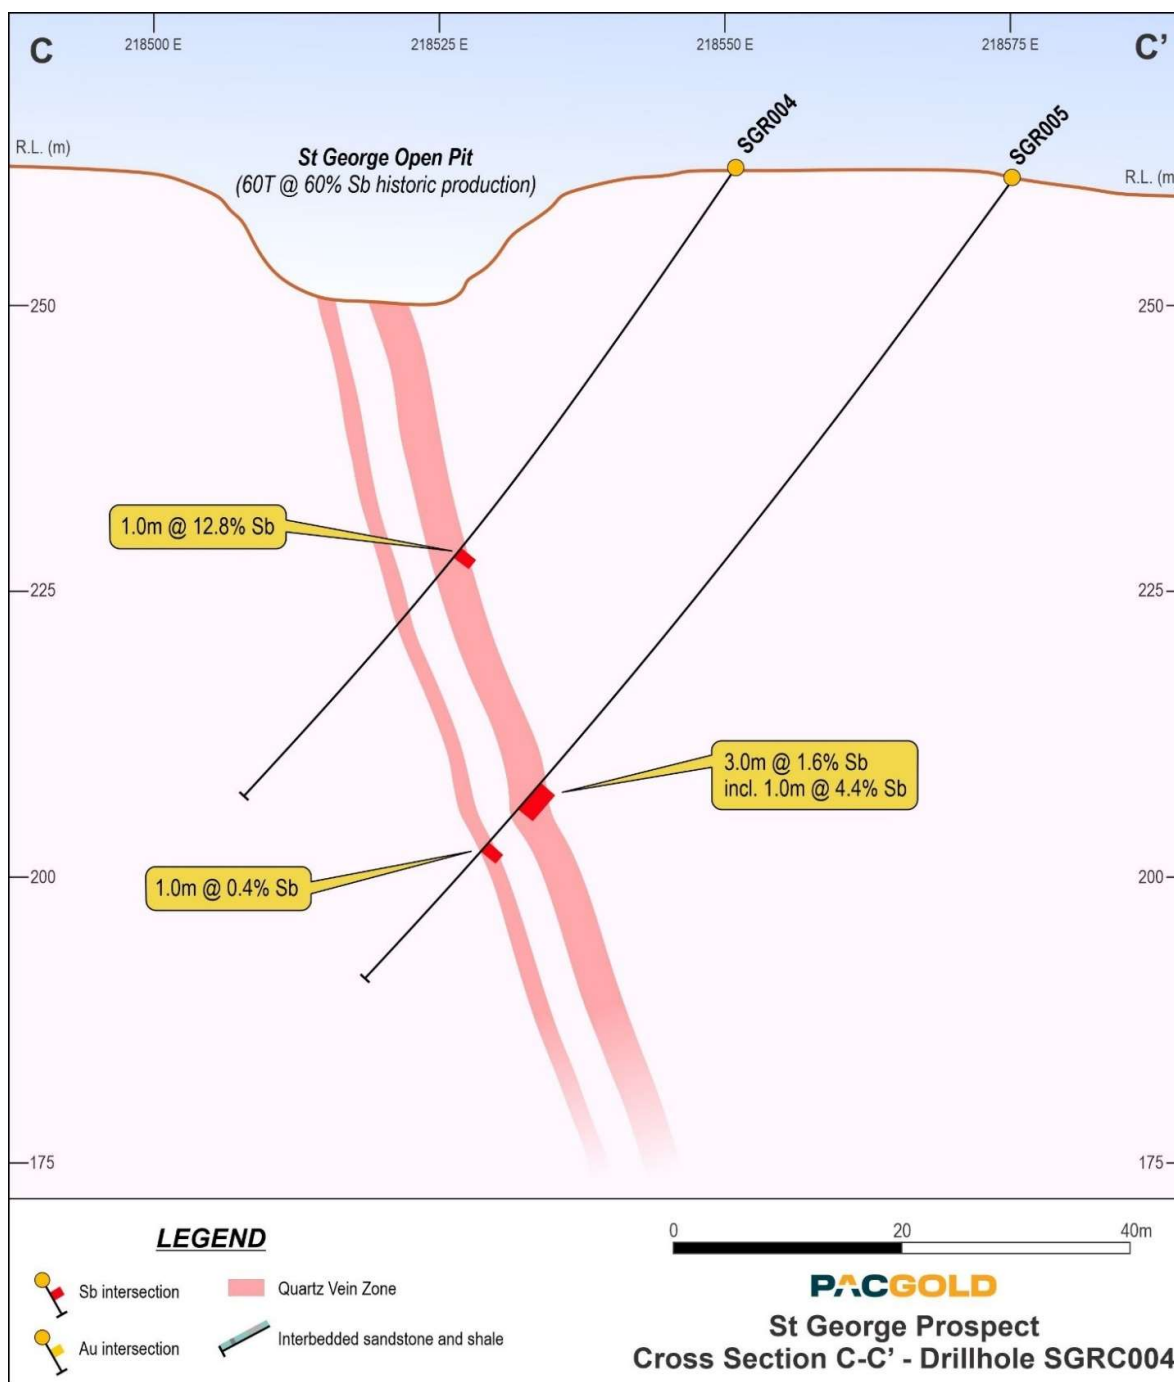 C
218500 E
218525 E
218550 E
218575 E
C’
R.L. (m)
St George Open Pit
(60T @ 60% Sb historic production)
SGR004
SGR005
R.L. (m
250
250
1.0m @ 12.8% Sb
225
225
3.0m @ 1.6% Sb
incl. 1.0m @ 4.4% Sb
1.0m @ 0.4% Sb
200
200
175
175
LEGEND
Sb intersection
Quartz Vein Zone
Au intersection
Interbedded sandstone and shale
0 20 40m
PACGOLD
St George Prospect
Cross Section C-C’ - Drillhole SGRC004